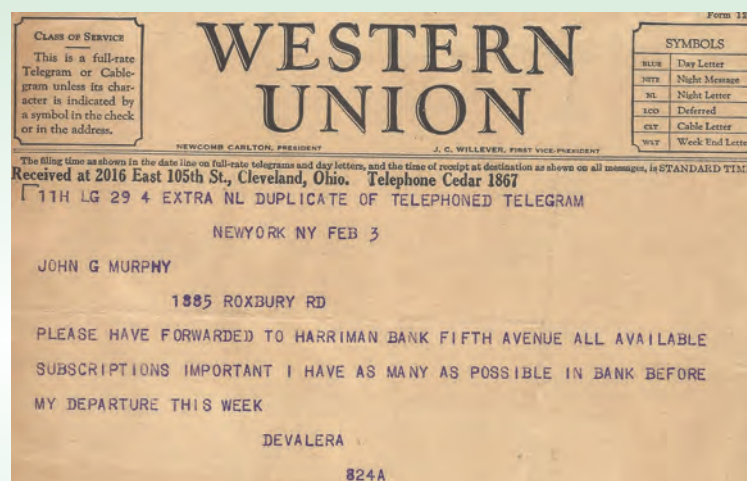 Form 12
CLASS OF SERVICE
This is a full-rate
Telegram or Cable-
gram unless its char-
acter is indicated by
a symbol in the check
or in the address.
WESTERN
UNION
NEWCOMB CARLTON, PRESIDENT
J. C. WILLEVER, FIRST VICE-PRESIDENT
SYMBOLS
BLUE Day Letter
NITE Night Message
NL Night Letter
LCO Deferred
CLT Cable Letter
WLT Week End Lette
The filing time as shown in the date line on full-rate telegrams and day letters, and the time of receipt at destination as shown on all messages, is STANDARD TIM
Received at 2016 East 105th St., Cleveland, Ohio. Telephone Cedar 1867
11H LG 29 4 EXTRA NL DUPLICATE OF TELEPHONED TELEGRAM
NEWYORK NY FEB 3
JOHN G MURPHY
1885 ROXBURY RD
PLEASE HAVE FORWARDED TO HARRIMAN BANK FIFTH AVENUE ALL AVAILABLE
SUBSCRIPTIONS IMPORTANT I HAVE AS MANY AS POSSIBLE IN BANK BEFORE
MY DEPARTURE THIS WEEK
DEVALERA
824A